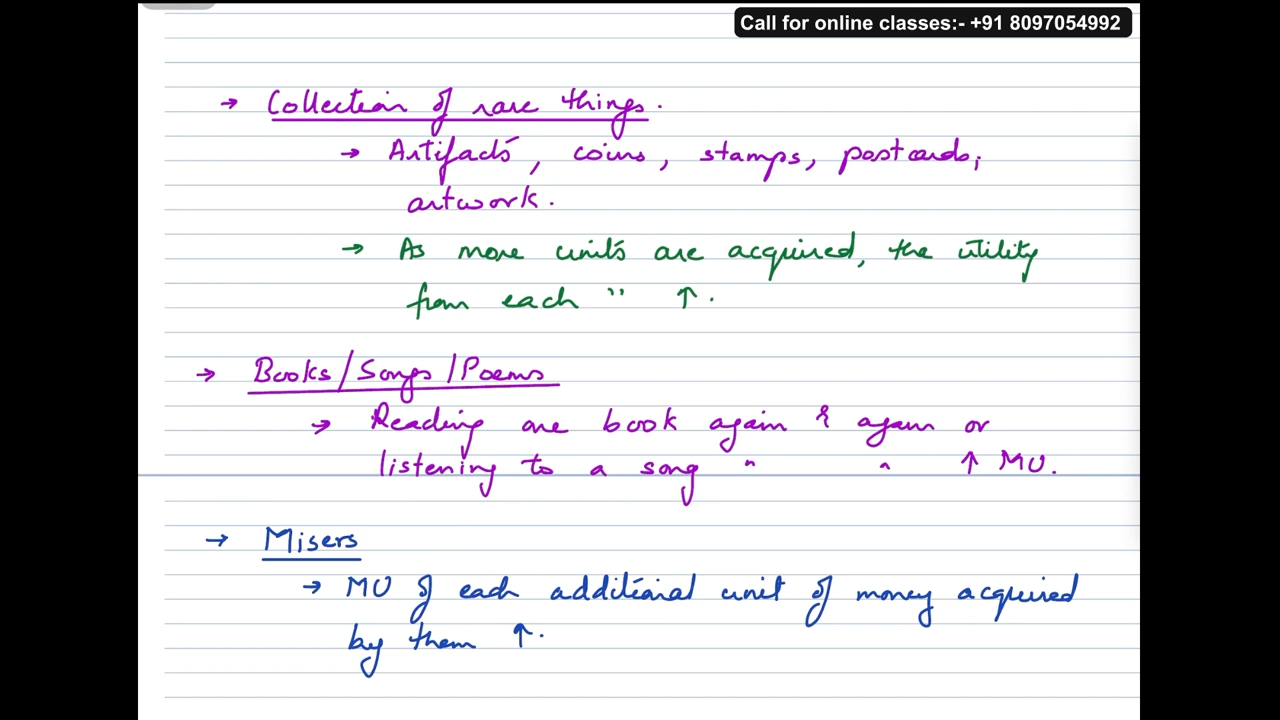 Call for online classes:- +91 8097054992
→ Collection of rare things.
→ Artifacts, coins, stamps, postcards,
artwork.
→ As more units are acquired, the utility
from each " ↑.
→ Books/Songs/Poems
→ Reading one book again & again or
listening to a song " " ↑ MU.
→ Misers
→ MU of each additional unit of money acquired
by them ↑.